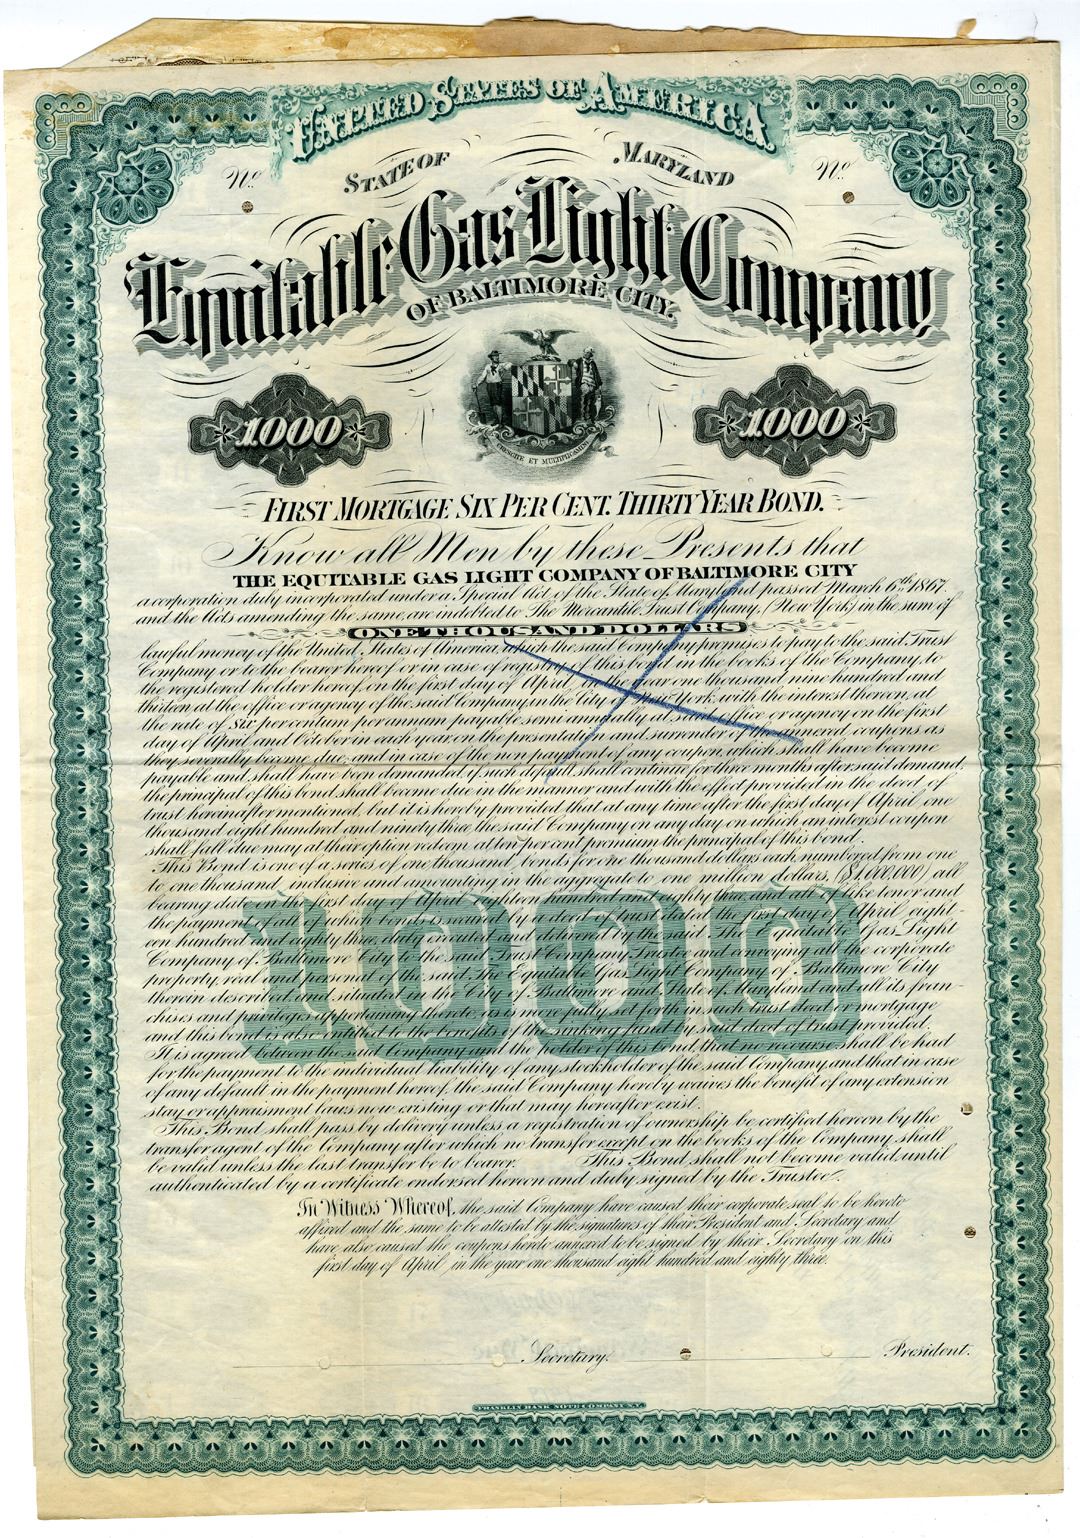 UNITED STATES OF AMERICA
STATE OF MARYLAND
No.
No.
Equitable Gas Light Company
OF BALTIMORE CITY.
1000
1000
CRESCITE ET MULTIPLICAMINI
FIRST MORTGAGE SIX PER CENT. THIRTY YEAR BOND.
Know all Men by these Presents that
THE EQUITABLE GAS LIGHT COMPANY OF BALTIMORE CITY
a corporation duly incorporated under a Special Act of the State of Maryland passed March 6th 1867
and the Acts amending the same, are indebted to The Mercantile Trust Company, (New York) in the sum of
ONE THOUSAND DOLLARS
lawful money of the United States of America, which the said Company promises to pay to the said Trust
Company or to the bearer hereof or in case of registry of this bond in the books of the Company, to
the registered holder hereof, on the first day of April in the year one thousand nine hundred and
thirteen at the office or agency of the said Company, in the City of New York, with the interest thereon, at
the rate of six per centum per annum payable semi annually at said office or agency on the first
day of April and October in each year, on the presentation and surrender of the annexed coupons as
they severally become due, and in case of the non payment of any coupon, which shall have become
payable and shall have been demanded, if such default shall continue for three months after said demand,
the principal of this bond shall become due in the manner and with the effect provided in the deed of
trust hereinafter mentioned, but it is hereby provided that at any time after the first day of April one
thousand eight hundred and ninety three, the said Company on any day on which an interest coupon
shall fall due may at their option redeem at ten per cent premium the principal of this bond.
This Bond is one of a series of one thousand, bonds for one thousand dollars each numbered from one
to one thousand, inclusive and amounting in the aggregate to one million dollars, ($1,000,000) all
bearing date on the first day of April eighteen hundred and eighty three, and all of like tenor and
the payment of all of which bonds is secured by a deed of trust dated the first day of April eight-
een hundred and eighty three, duly executed and delivered by the said The Equitable Gas Light
Company of Baltimore City to the said Trust Company, Trustee and conveying all the corporate
property, real and personal of the said The Equitable Gas Light Company of Baltimore City
therein described, and situated in the City of Baltimore and State of Maryland and all its fran-
chises and privileges appertaining thereto, as is more fully set forth in such trust deed or mortgage
and this bond is also entitled to the benefits of the sinking fund by said deed of trust provided.
It is agreed between the said Company and the holder of this bond, that no recourse shall be had
for the payment to the individual liability of any stockholder of the said Company, and that in case
of any default in the payment hereof, the said Company hereby waives the benefit of any extension
stay or appraisment laws now existing or that may hereafter exist.
This Bond shall pass by delivery unless a registration of ownership be certified hereon by the
transfer agent of the Company after which no transfer except on the books of the Company, shall
be valid unless the last transfer be to bearer. This Bond shall not become valid until
authenticated by a certificate endorsed hereon and duly signed by the Trustee.
1000
In Witness Whereof, the said Company have caused their corporate seal to be hereto
affixed and the same to be attested by the signatures of their President and Secretary and
have also caused the coupons hereto annexed to be signed by their Secretary on this
first day of April in the year one thousand eight hundred and eighty three.
Secretary. President.
FRANKLIN BANK NOTE COMPANY N.Y.